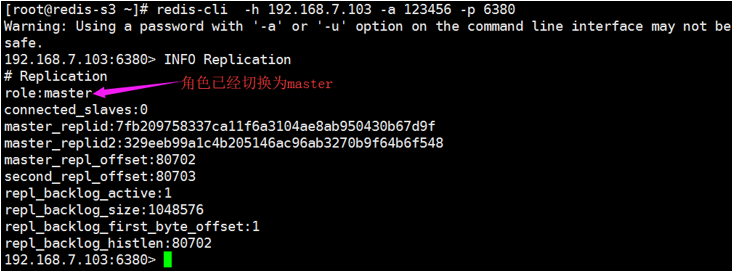 [root@redis-s3 ~]# redis-cli  -h 192.168.7.103 -a 123456 -p 6380
Warning: Using a password with '-a' or '-u' option on the command line interface may not be
safe.
192.168.7.103:6380> INFO Replication
# Replication
role:master 角色已经切换为master
connected_slaves:0
master_replid:7fb209758337ca11f6a3104ae8ab950430b67d9f
master_replid2:329eeb99a1c4b205146ac96ab3270b9f64b6f548
master_repl_offset:80702
second_repl_offset:80703
repl_backlog_active:1
repl_backlog_size:1048576
repl_backlog_first_byte_offset:1
repl_backlog_histlen:80702
192.168.7.103:6380>